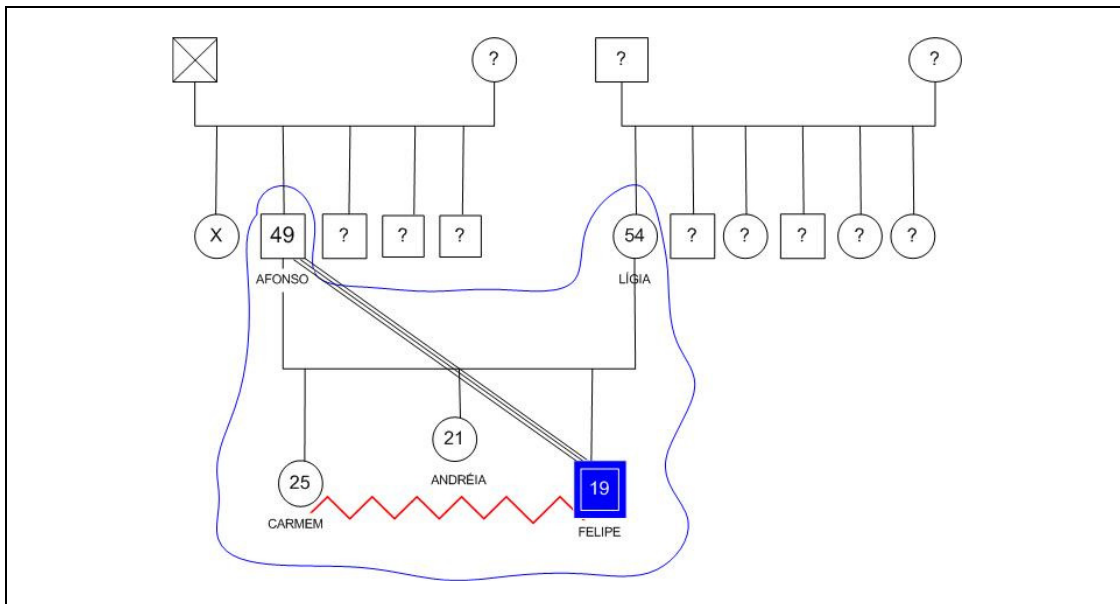 ? ? ?
X 49 ? ? ? 54 ? ? ? ? ?
AFONSO LÍGIA
21
ANDRÉIA
25 19
CARMEM FELIPE